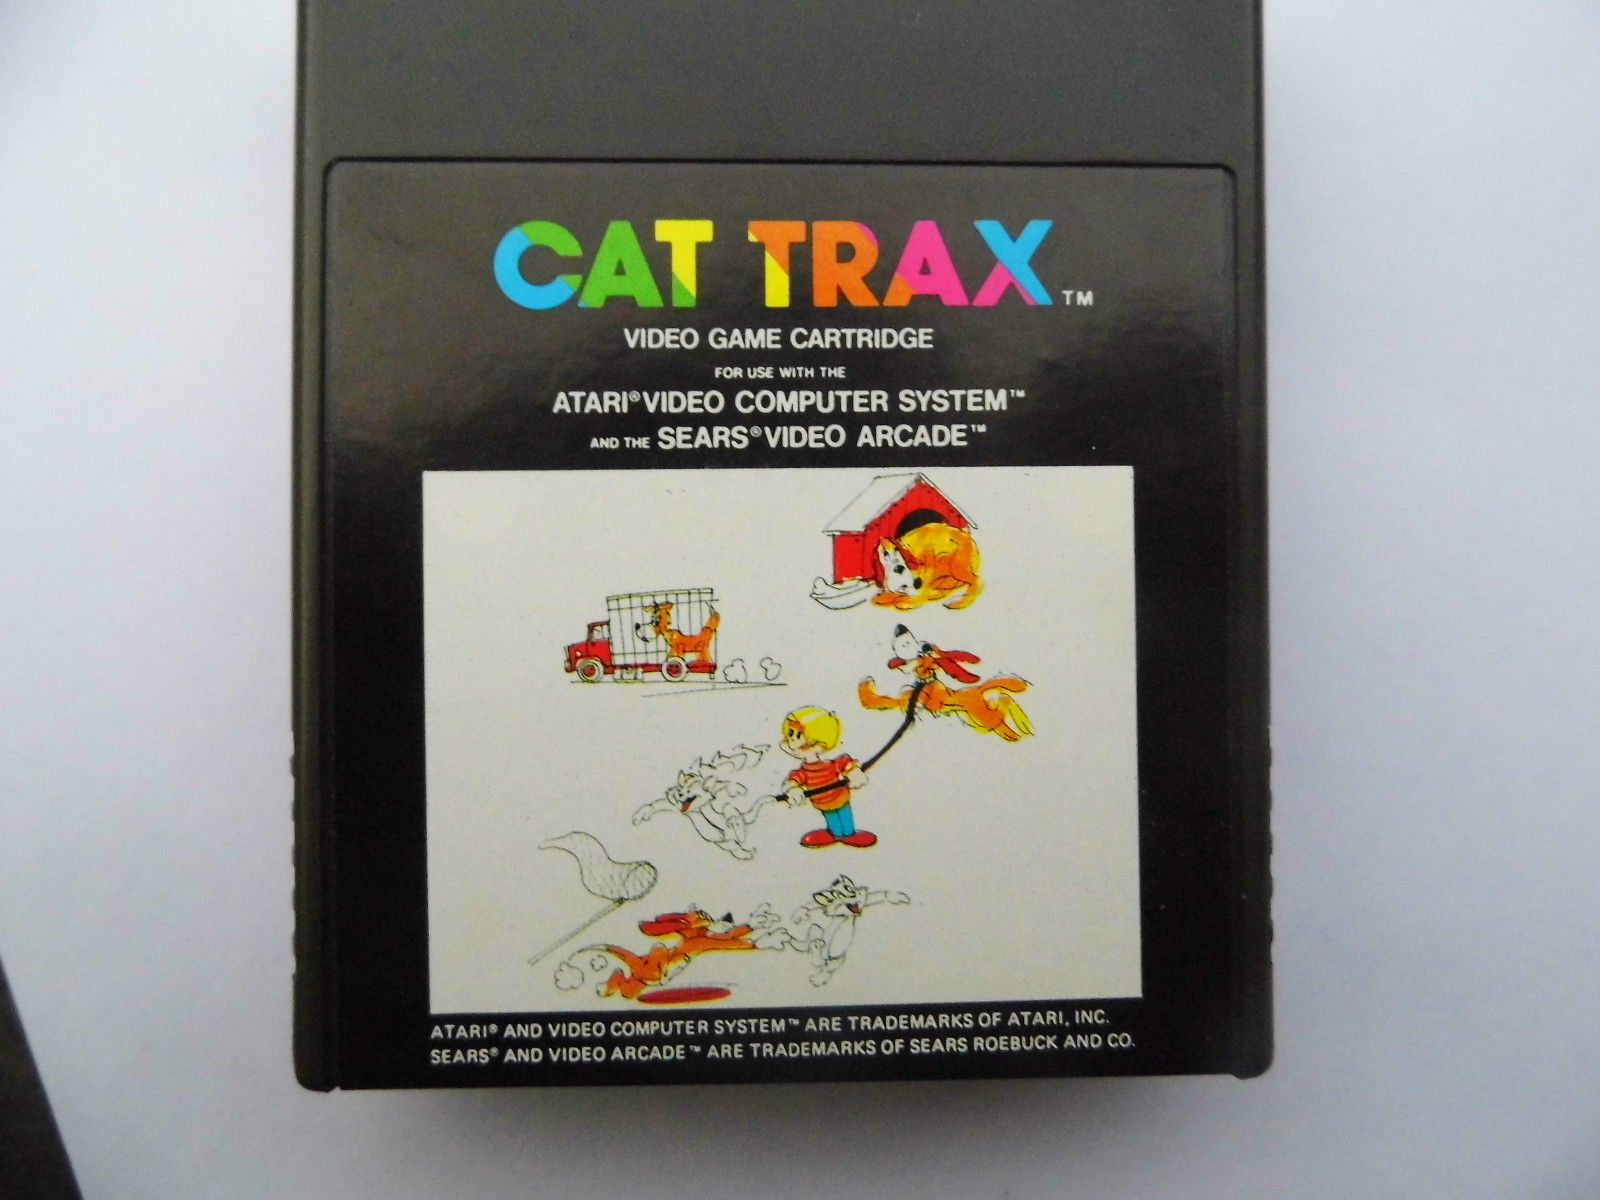 CAT TRAX™
VIDEO GAME CARTRIDGE
FOR USE WITH THE
ATARI® VIDEO COMPUTER SYSTEM™
AND THE SEARS® VIDEO ARCADE™
ATARI® AND VIDEO COMPUTER SYSTEM™ ARE TRADEMARKS OF ATARI, INC.
SEARS® AND VIDEO ARCADE™ ARE TRADEMARKS OF SEARS ROEBUCK AND CO.